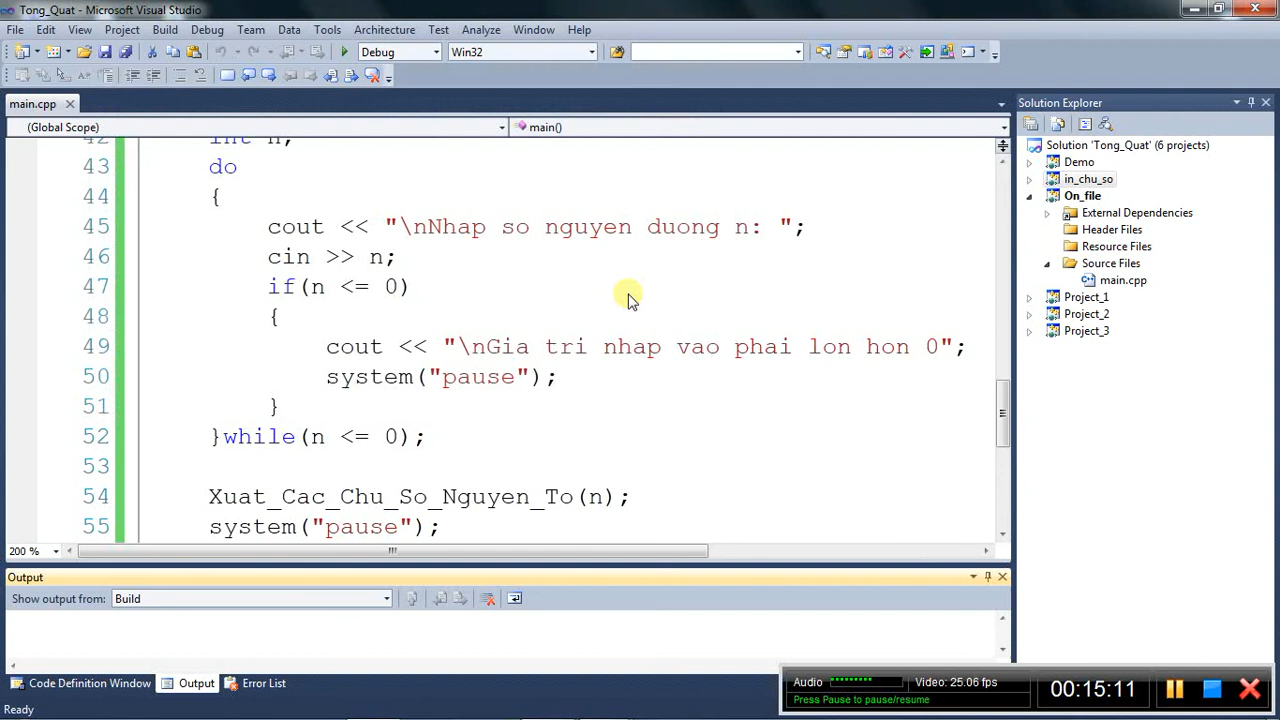 Tong_Quat - Microsoft Visual Studio
File Edit View Project Build Debug Team Data Tools Architecture Test Analyze Window Help
Debug Win32
main.cpp
Solution Explorer
(Global Scope) main()
Solution 'Tong_Quat' (6 projects)
Demo
in_chu_so
On_file
External Dependencies
Header Files
Resource Files
Source Files
main.cpp
Project_1
Project_2
Project_3
42 int n;
43 do
44 {
45 cout << "\nNhap so nguyen duong n: ";
46 cin >> n;
47 if(n <= 0)
48 {
49 cout << "\nGia tri nhap vao phai lon hon 0";
50 system("pause");
51 }
52 }while(n <= 0);
53
54 Xuat_Cac_Chu_So_Nguyen_To(n);
55 system("pause");
200 %
Output
Show output from: Build
Code Definition Window Output Error List
Ready
Audio Video: 25.06 fps
Press Pause to pause/resume
00:15:11